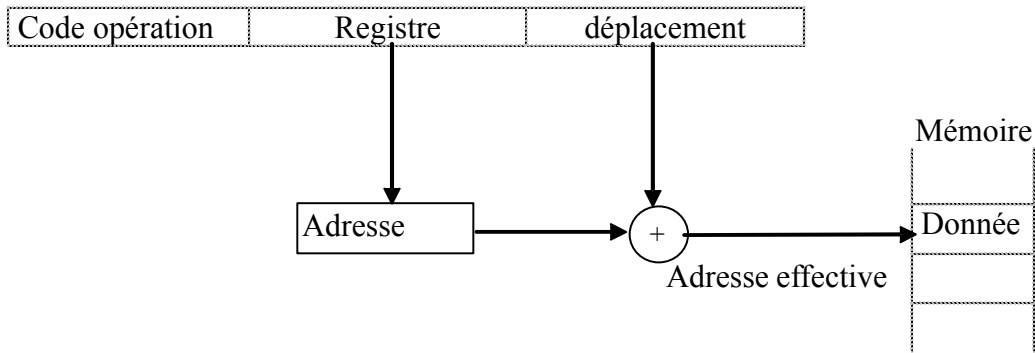 Code opération Registre déplacement
Mémoire
Adresse + Donnée
Adresse effective